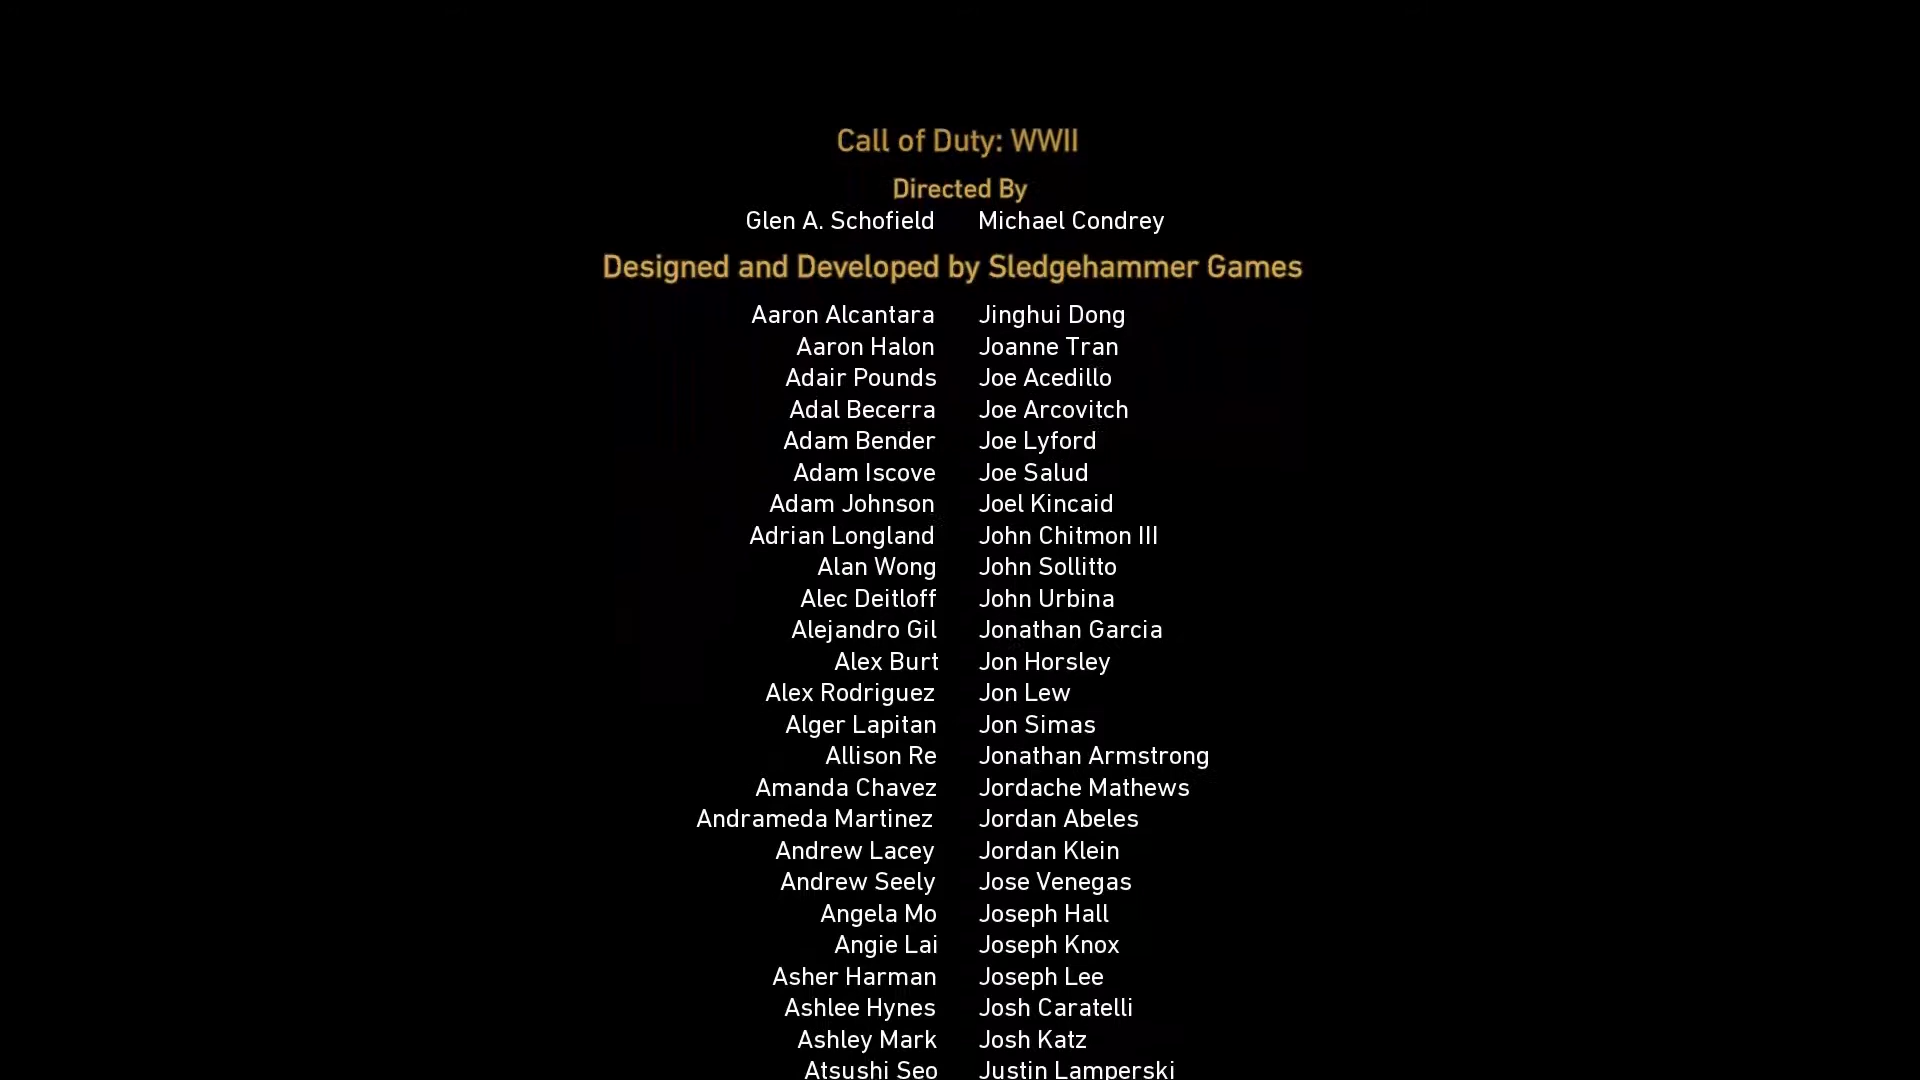 Call of Duty: WWII
Directed By
Glen A. Schofield Michael Condrey
Designed and Developed by Sledgehammer Games
Aaron Alcantara Jinghui Dong
Aaron Halon Joanne Tran
Adair Pounds Joe Acedillo
Adal Becerra Joe Arcovitch
Adam Bender Joe Lyford
Adam Iscove Joe Salud
Adam Johnson Joel Kincaid
Adrian Longland John Chitmon III
Alan Wong John Sollitto
Alec Deitloff John Urbina
Alejandro Gil Jonathan Garcia
Alex Burt Jon Horsley
Alex Rodriguez Jon Lew
Alger Lapitan Jon Simas
Allison Re Jonathan Armstrong
Amanda Chavez Jordache Mathews
Andrameda Martinez Jordan Abeles
Andrew Lacey Jordan Klein
Andrew Seely Jose Venegas
Angela Mo Joseph Hall
Angie Lai Joseph Knox
Asher Harman Joseph Lee
Ashlee Hynes Josh Caratelli
Ashley Mark Josh Katz
Atsushi Seo Justin Lamperski